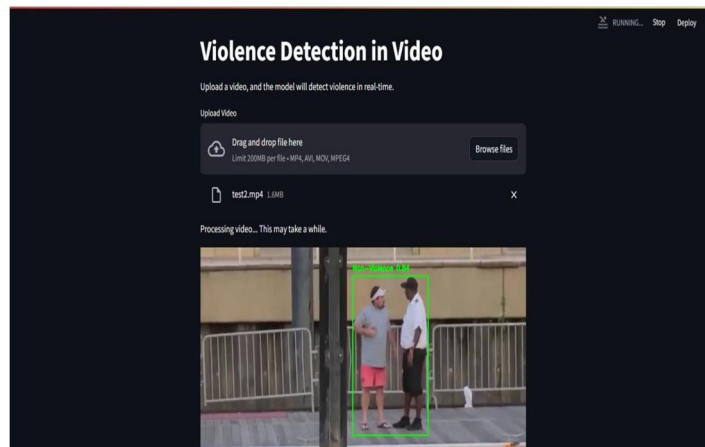 RUNNING... Stop Deploy
Violence Detection in Video
Upload a video, and the model will detect violence in real-time.
Upload Video
Drag and drop file here
Limit 200MB per file • MP4, AVI, MOV, MPEG4
Browse files
test2.mp4 1.6MB
Processing video... This may take a while.